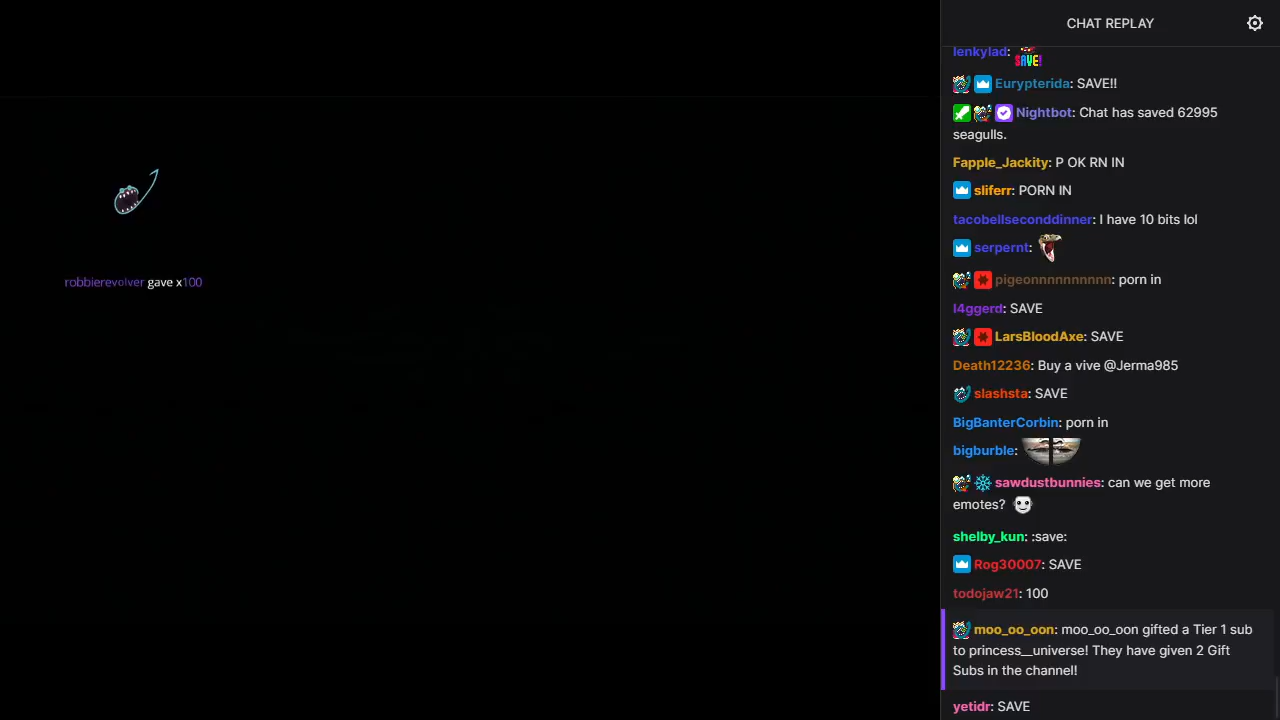 CHAT REPLAY
robbierevolver gave x100
lenkylad: SAVE!
Eurypterida: SAVE!!
Nightbot: Chat has saved 62995
seagulls.
Fapple_Jackity: P OK RN IN
sliferr: PORN IN
tacobellseconddinner: I have 10 bits lol
serpernt:
pigeonnnnnnnnnn: porn in
l4ggerd: SAVE
LarsBloodAxe: SAVE
Death12236: Buy a vive @Jerma985
slashsta: SAVE
BigBanterCorbin: porn in
bigburble:
sawdustbunnies: can we get more
emotes?
shelby_kun: :save:
Rog30007: SAVE
todojaw21: 100
moo_oo_oon: moo_oo_oon gifted a Tier 1 sub
to princess__universe! They have given 2 Gift
Subs in the channel!
yetidr: SAVE